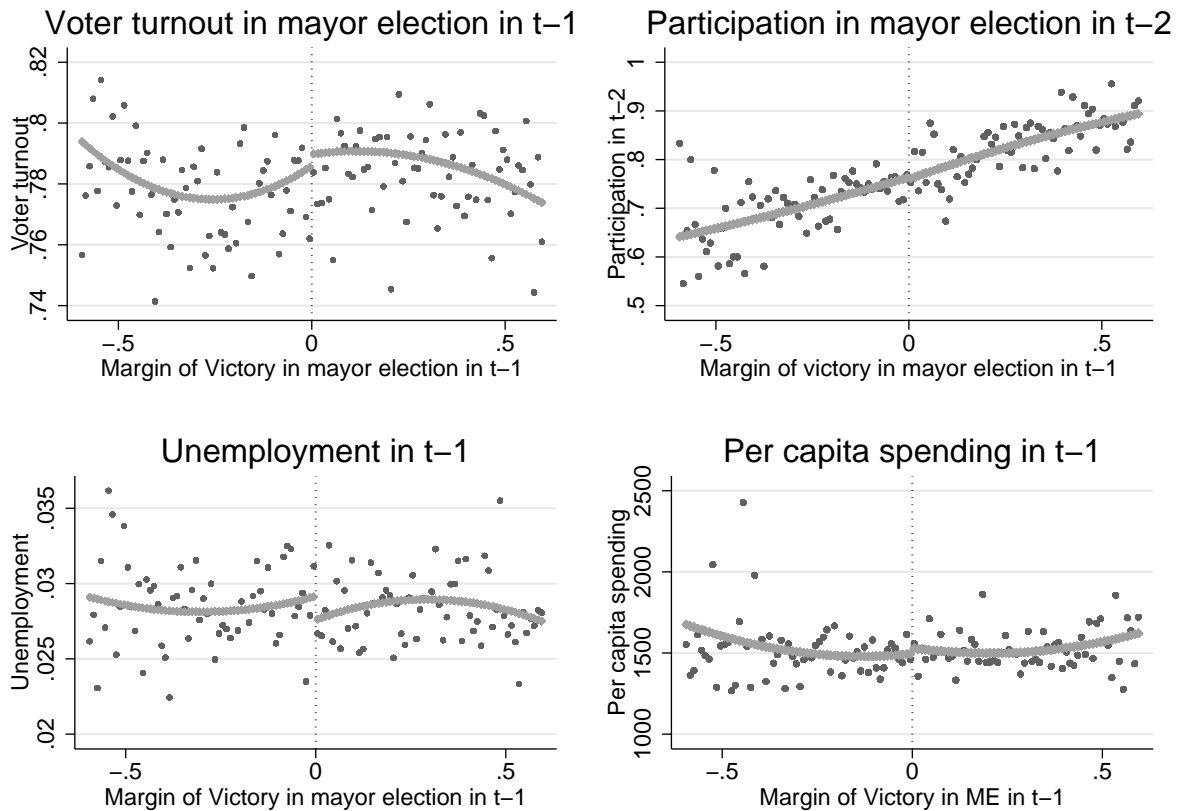 Voter turnout in mayor election in t−1
Voter turnout
.82
.8
.78
.76
.74
−.5 0 .5
Margin of Victory in mayor election in t−1
Participation in mayor election in t−2
Participation in t−2
1
.9
.8
.7
.6
.5
−.5 0 .5
Margin of victory in mayor election in t−1
Unemployment in t−1
Unemployment
.035
.03
.025
.02
−.5 0 .5
Margin of Victory in mayor election in t−1
Per capita spending in t−1
Per capita spending
2500
2000
1500
1000
−.5 0 .5
Margin of Victory in ME in t−1